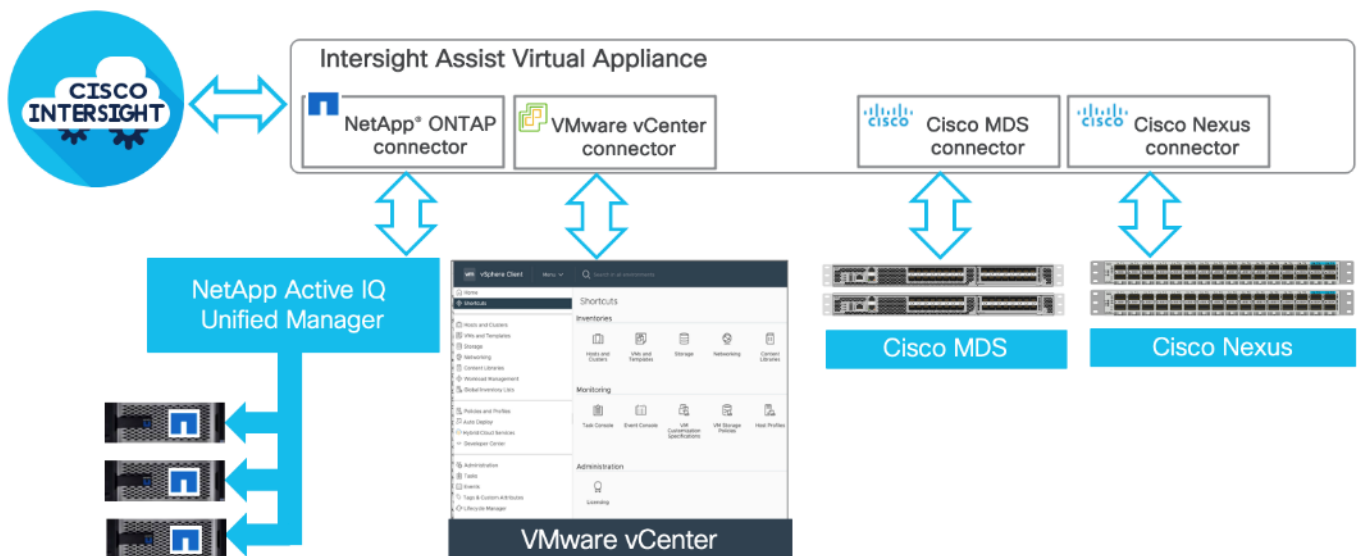 Intersight Assist Virtual Appliance
CISCO
INTERSIGHT
NetApp® ONTAP
connector
VMware vCenter
connector
CISCO
Cisco MDS
connector
CISCO
Cisco Nexus
connector
NetApp Active IQ
Unified Manager
vm vSphere Client
Menu
Search in all environments
Home
Shortcuts
Hosts and Clusters
VMs and Templates
Storage
Networking
Content Libraries
Workload Management
Global Inventory Lists
Policies and Profiles
Auto Deploy
Hybrid Cloud Services
Developer Center
Administration
Tasks
Events
Tags & Custom Attributes
Lifecycle Manager
Shortcuts
Inventories
Hosts and
Clusters
VMs and
Templates
Storage
Networking
Content
Libraries
Monitoring
Task Console
Event Console
VM
Customization
Specifications
VM Storage
Policies
Host Profiles
Administration
Licensing
VMware vCenter
Cisco MDS
Cisco Nexus